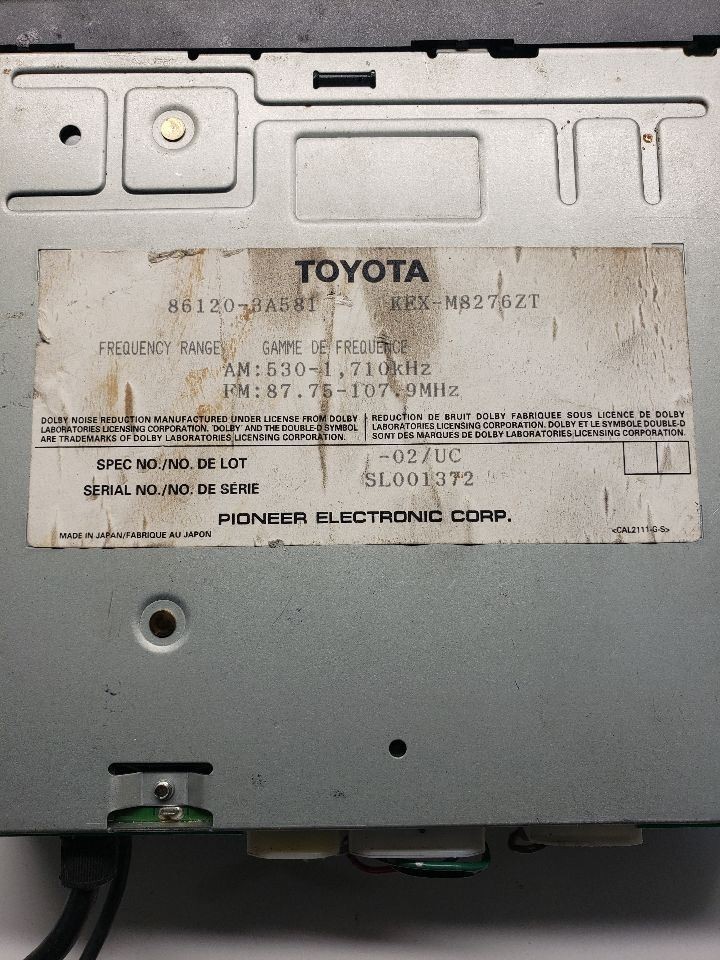 TOYOTA
86120-3A581 KEX-M8276ZT
FREQUENCY RANGE GAMME DE FREQUENCE
AM:530-1,710kHz
FM:87.75-107.9MHz
DOLBY NOISE REDUCTION MANUFACTURED UNDER LICENSE FROM DOLBY
LABORATORIES LICENSING CORPORATION. DOLBY AND THE DOUBLE-D SYMBOL
ARE TRADEMARKS OF DOLBY LABORATORIES LICENSING CORPORATION.
REDUCTION DE BRUIT DOLBY FABRIQUEE SOUS LICENCE DE DOLBY
LABORATORIES LICENSING CORPORATION. DOLBY ET LE SYMBOLE DOUBLE-D
SONT DES MARQUES DE DOLBY LABORATORIES LICENSING CORPORATION.
SPEC NO./NO. DE LOT -02/UC
SERIAL NO./NO. DE SÉRIE SL001372
PIONEER ELECTRONIC CORP.
MADE IN JAPAN/FABRIQUE AU JAPON <CAL2111-G-S>